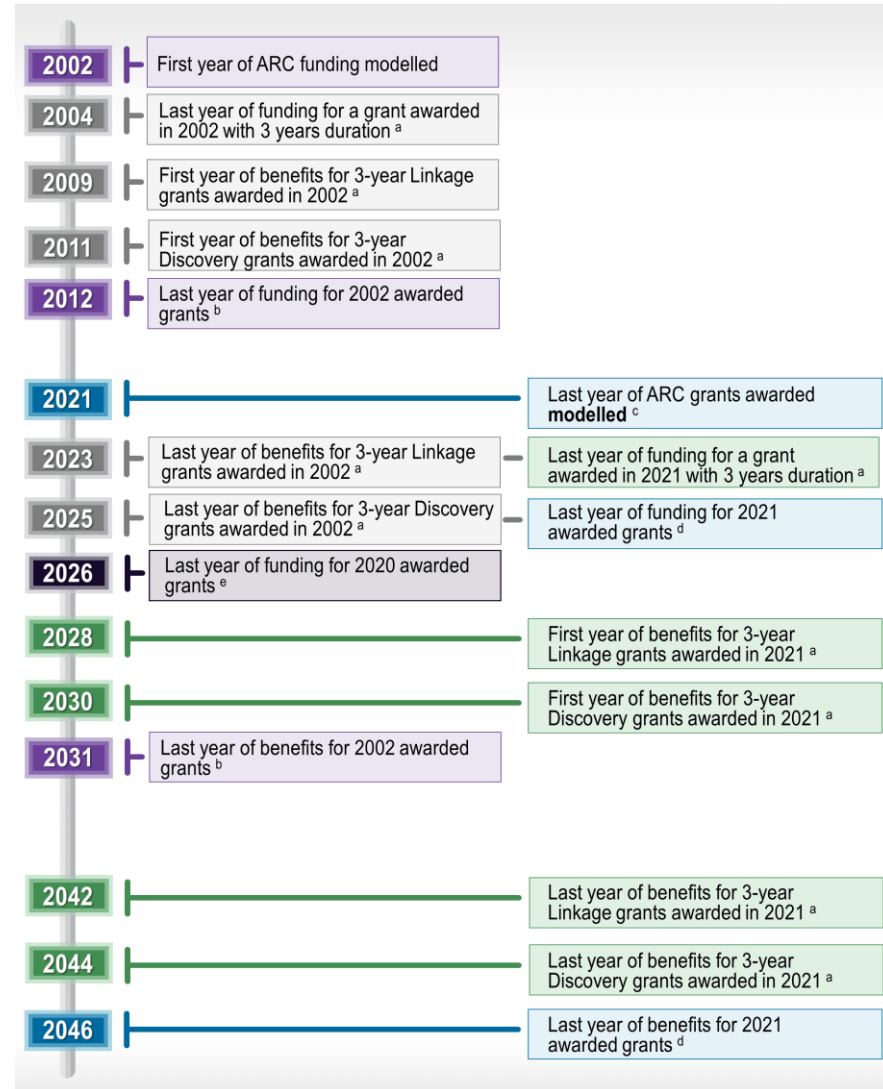 2002
First year of ARC funding modelled
2004
Last year of funding for a grant awarded
in 2002 with 3 years duration a
2009
First year of benefits for 3-year Linkage
grants awarded in 2002 a
2011
First year of benefits for 3-year
Discovery grants awarded in 2002 a
2012
Last year of funding for 2002 awarded
grants b
2021
Last year of ARC grants awarded
modelled c
2023
Last year of benefits for 3-year Linkage
grants awarded in 2002 a
Last year of funding for a grant
awarded in 2021 with 3 years duration a
2025
Last year of benefits for 3-year Discovery
grants awarded in 2002 a
Last year of funding for 2021
awarded grants d
2026
Last year of funding for 2020 awarded
grants e
2028
First year of benefits for 3-year
Linkage grants awarded in 2021 a
2030
First year of benefits for 3-year
Discovery grants awarded in 2021 a
2031
Last year of benefits for 2002 awarded
grants b
2042
Last year of benefits for 3-year
Linkage grants awarded in 2021 a
2044
Last year of benefits for 3-year
Discovery grants awarded in 2021 a
2046
Last year of benefits for 2021
awarded grants d